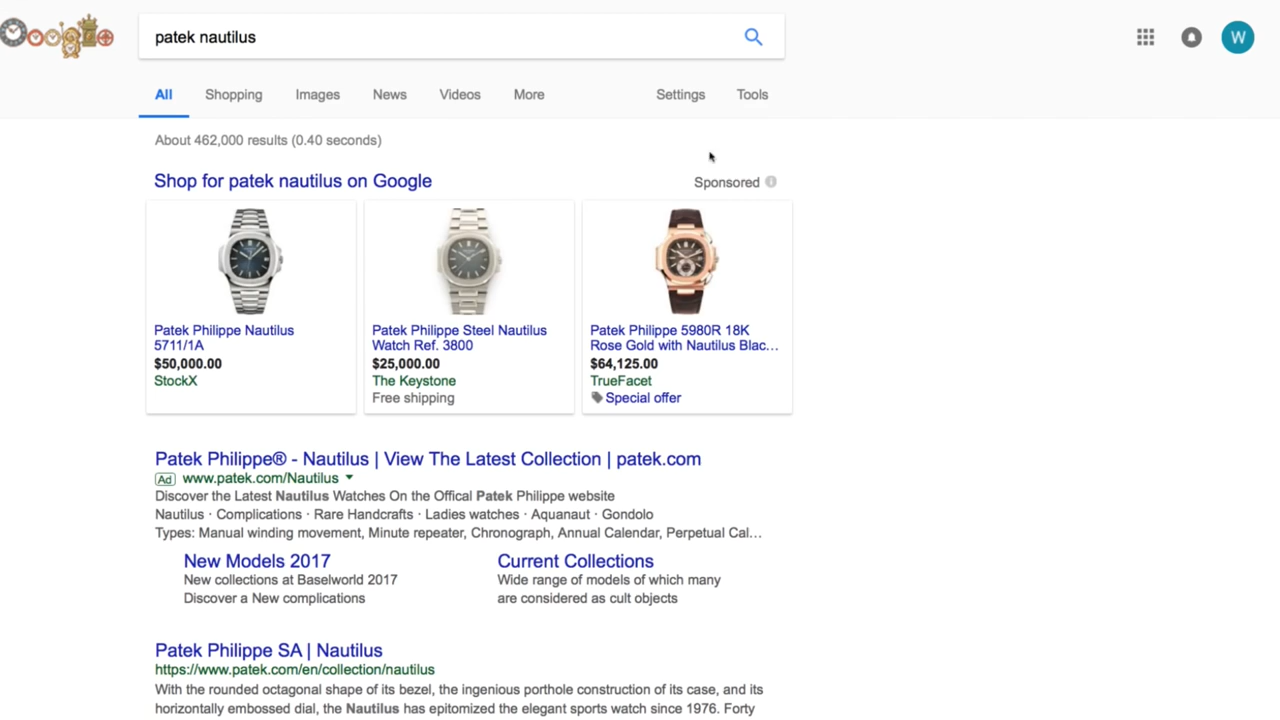 Google
patek nautilus
W
All Shopping Images News Videos More Settings Tools
About 462,000 results (0.40 seconds)
Shop for patek nautilus on Google
Sponsored
Patek Philippe Nautilus
5711/1A
$50,000.00
StockX
Patek Philippe Steel Nautilus
Watch Ref. 3800
$25,000.00
The Keystone
Free shipping
Patek Philippe 5980R 18K
Rose Gold with Nautilus Blac...
$64,125.00
TrueFacet
Special offer
Patek Philippe® - Nautilus | View The Latest Collection | patek.com
Ad www.patek.com/Nautilus
Discover the Latest Nautilus Watches On the Offical Patek Philippe website
Nautilus · Complications · Rare Handcrafts · Ladies watches · Aquanaut · Gondolo
Types: Manual winding movement, Minute repeater, Chronograph, Annual Calendar, Perpetual Cal...
New Models 2017
New collections at Baselworld 2017
Discover a New complications
Current Collections
Wide range of models of which many
are considered as cult objects
Patek Philippe SA | Nautilus
https://www.patek.com/en/collection/nautilus
With the rounded octagonal shape of its bezel, the ingenious porthole construction of its case, and its
horizontally embossed dial, the Nautilus has epitomized the elegant sports watch since 1976. Forty